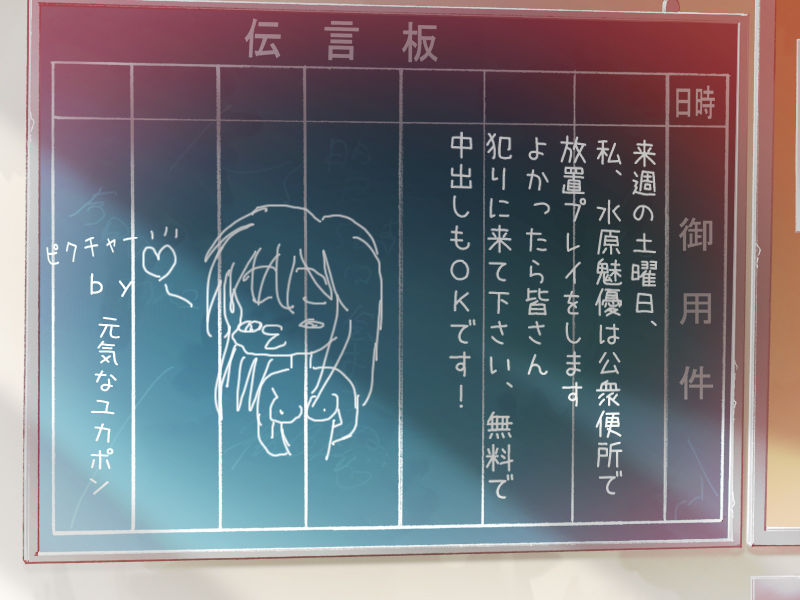 伝言板
日時
御用件
来週の土曜日、
私、水原魅優は公衆便所で
放置プレイをします
よかったら皆さん
犯りに来て下さい、無料で
中出しもOKです!
ピクチャー
by
元気なユカポン